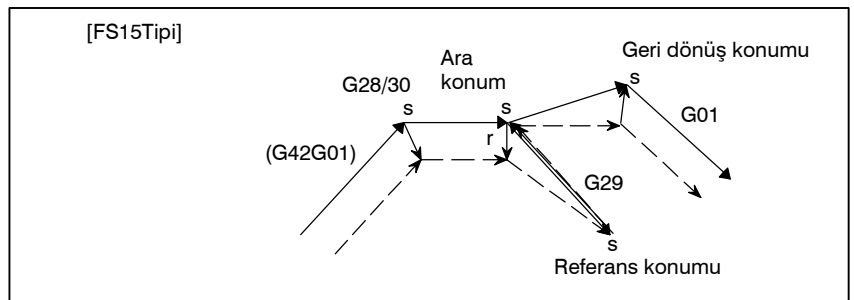 [FS15Tipi]
Geri dönüş konumu
Ara
konum
s
G28/30
s
s
G01
(G42G01)
r
G29
s
Referans konumu